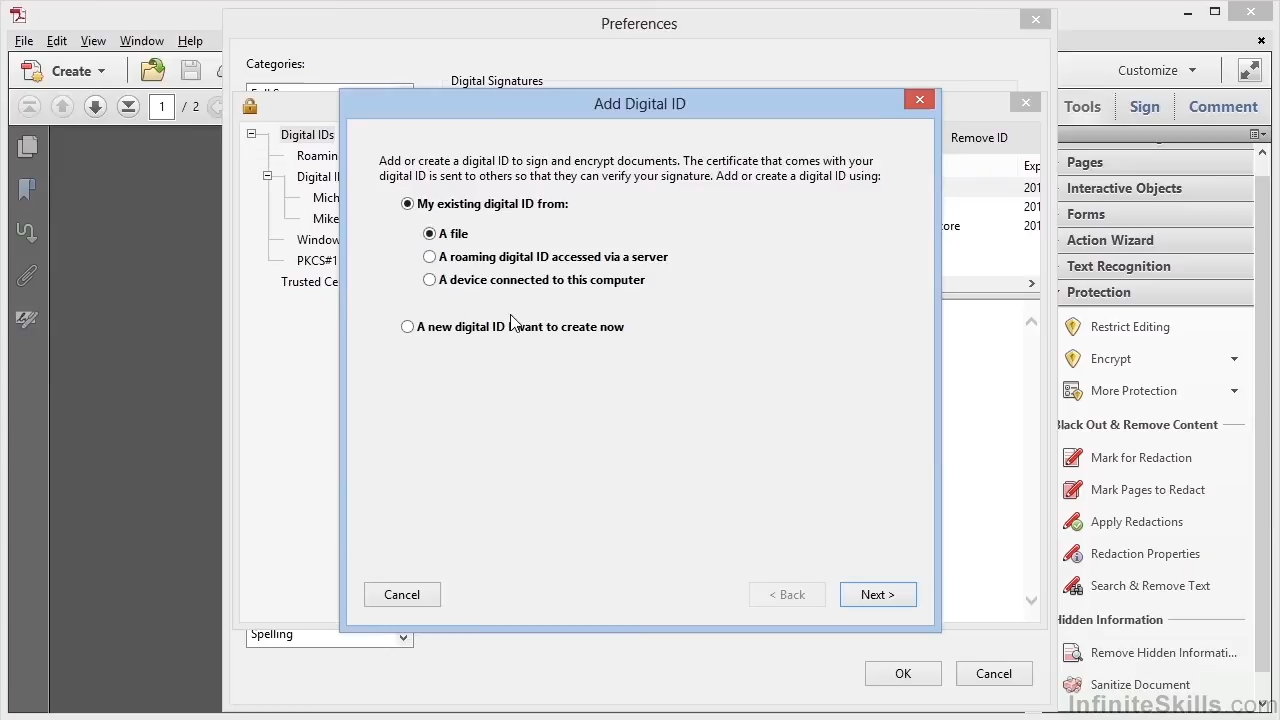 Preferences
File Edit View Window Help
Create
Customize
1 / 2
Tools Sign Comment
Categories:
Digital Signatures
Add Digital ID
Digital IDs
Roamin
Digital I
Mich
Mike
Window
PKCS#1
Trusted Ce
Remove ID
Exp
201
201
ore 201
Add or create a digital ID to sign and encrypt documents. The certificate that comes with your
digital ID is sent to others so that they can verify your signature. Add or create a digital ID using:
My existing digital ID from:
A file
A roaming digital ID accessed via a server
A device connected to this computer
A new digital ID I want to create now
Cancel < Back Next >
Spelling
OK Cancel
Pages
Interactive Objects
Forms
Action Wizard
Text Recognition
Protection
Restrict Editing
Encrypt
More Protection
Black Out & Remove Content
Mark for Redaction
Mark Pages to Redact
Apply Redactions
Redaction Properties
Search & Remove Text
Hidden Information
Remove Hidden Informati...
Sanitize Document
InfiniteSkills.com